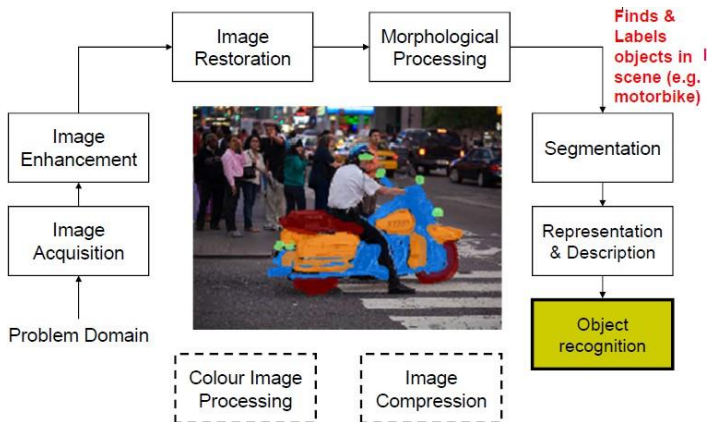 Image
Restoration
Morphological
Processing
Finds &
Labels
objects in
scene (e.g.
motorbike)
Image
Enhancement
Segmentation
Image
Acquisition
Representation
& Description
Problem Domain
Object
recognition
Colour Image
Processing
Image
Compression